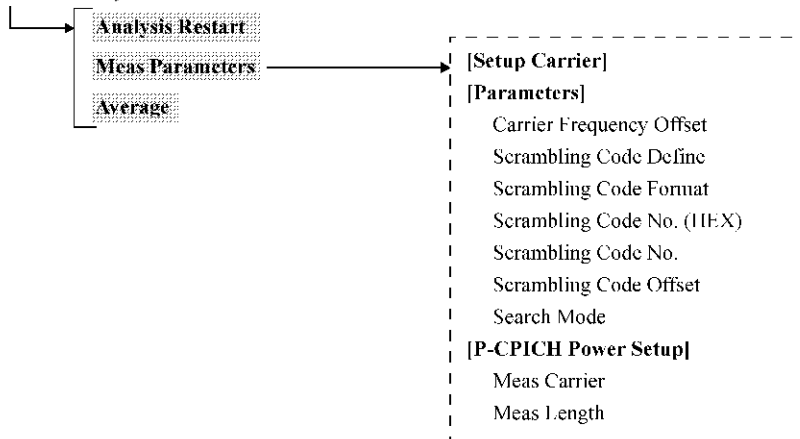 Analysis Restart
Meas Parameters
Average
[Setup Carrier]
[Parameters]
Carrier Frequency Offset
Scrambling Code Define
Scrambling Code Format
Scrambling Code No. (HEX)
Scrambling Code No.
Scrambling Code Offset
Search Mode
[P-CPICH Power Setup]
Meas Carrier
Meas Length